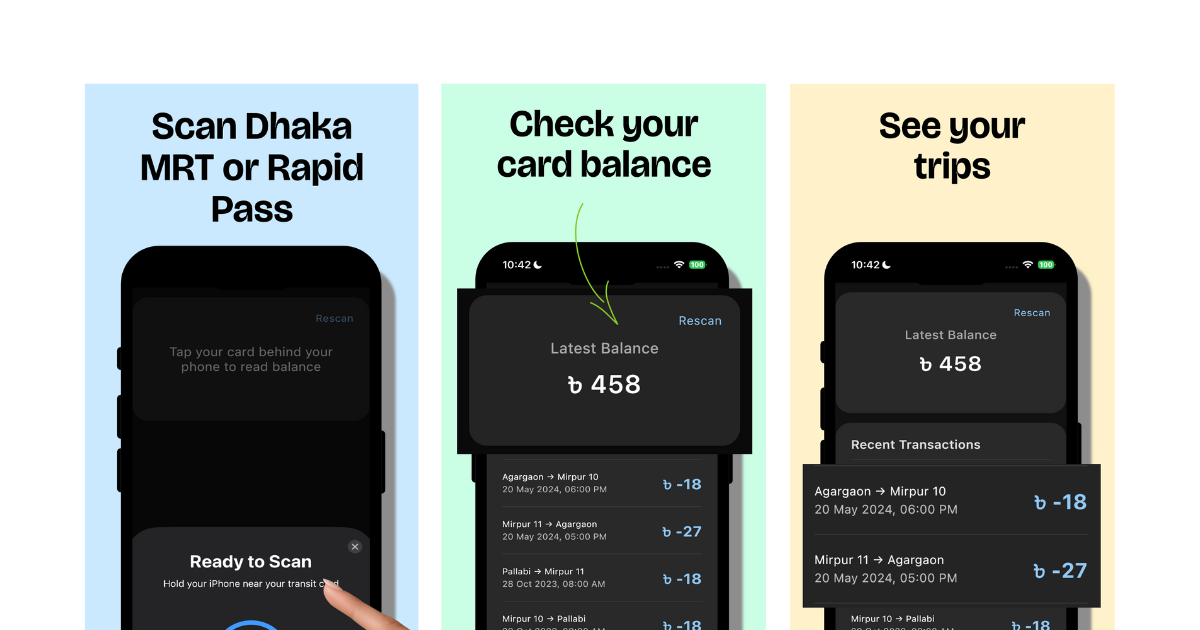 Scan Dhaka
MRT or Rapid
Pass
Rescan
Tap your card behind your
phone to read balance
Ready to Scan
Hold your iPhone near your transit
Check your
card balance
10:42
100
Rescan
Latest Balance
৳ 458
Agargaon → Mirpur 10
20 May 2024, 06:00 PM
৳ -18
Mirpur 11 → Agargaon
20 May 2024, 05:00 PM
৳ -27
Pallabi → Mirpur 11
28 Oct 2023, 08:00 AM
৳ -18
Mirpur 10 → Pallabi
৳ -18
See your
trips
10:42
100
Rescan
Latest Balance
৳ 458
Recent Transactions
Agargaon → Mirpur 10
20 May 2024, 06:00 PM
৳ -18
Mirpur 11 → Agargaon
20 May 2024, 05:00 PM
৳ -27
Mirpur 10 → Pallabi
৳ -18